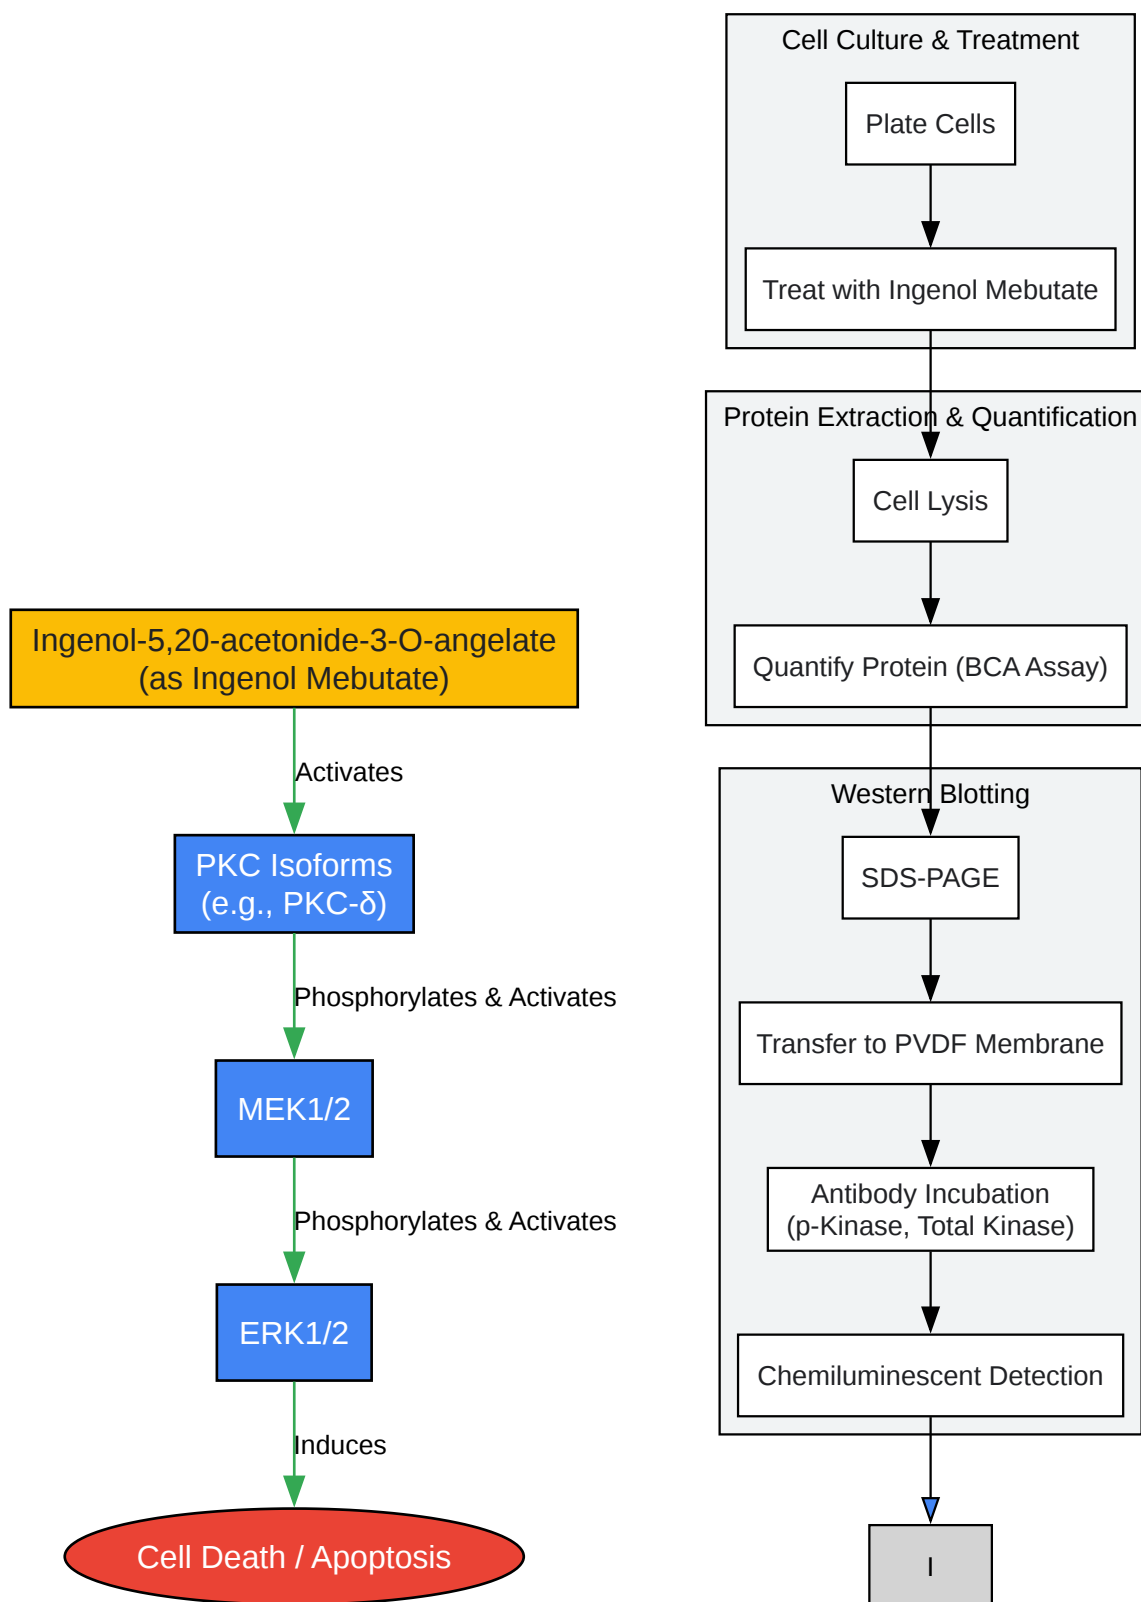 Ingenol-5,20-acetonide-3-O-angelate
(as Ingenol Mebutate)
Activates
PKC Isoforms
(e.g., PKC-δ)
Phosphorylates & Activates
MEK1/2
Phosphorylates & Activates
ERK1/2
Induces
Cell Death / Apoptosis
Cell Culture & Treatment
Plate Cells
Treat with Ingenol Mebutate
Protein Extraction & Quantification
Cell Lysis
Quantify Protein (BCA Assay)
Western Blotting
SDS-PAGE
Transfer to PVDF Membrane
Antibody Incubation
(p-Kinase, Total Kinase)
Chemiluminescent Detection
I